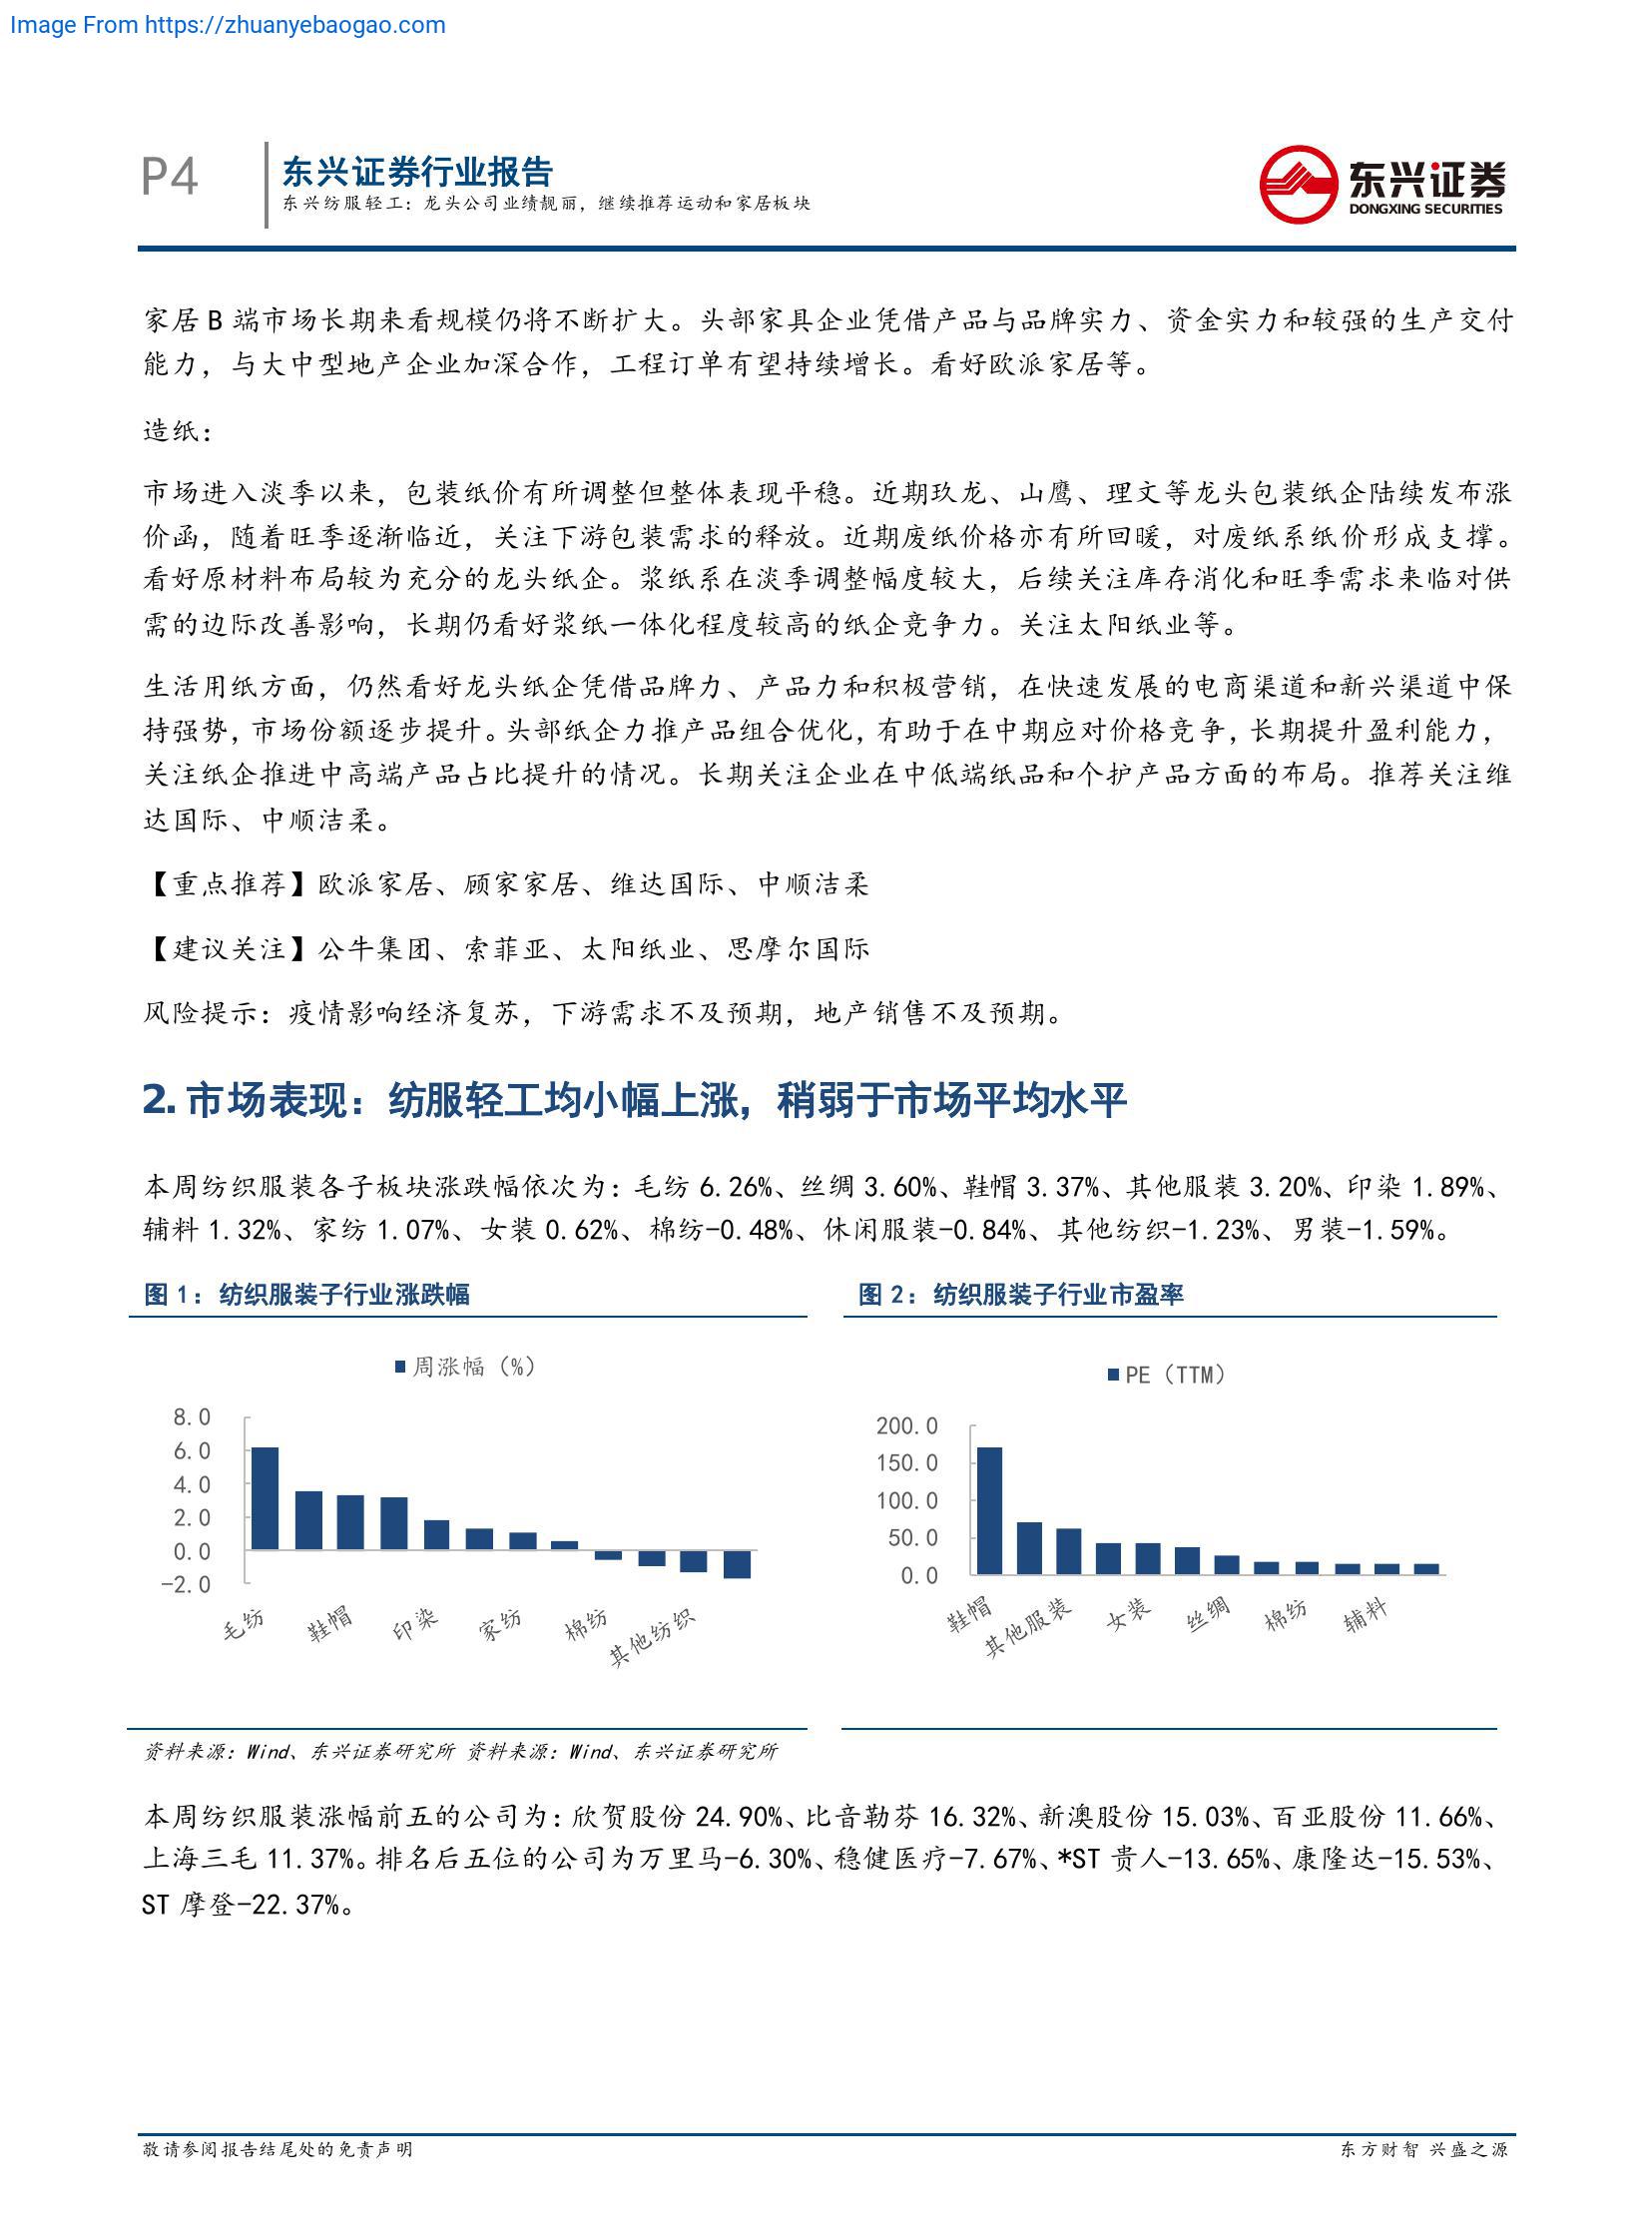 Image From https://zhuanyebaogao.com
P4
东兴证券行业报告
东兴纺服轻工：龙头公司业绩靓丽，继续推荐运动和家居板块
东兴证券
DONGXING SECURITIES
家居 B 端市场长期来看规模仍将不断扩大。头部家具企业凭借产品与品牌实力、资金实力和较强的生产交付
能力，与大中型地产企业加深合作，工程订单有望持续增长。看好欧派家居等。
造纸：
市场进入淡季以来，包装纸价有所调整但整体表现平稳。近期玖龙、山鹰、理文等龙头包装纸企陆续发布涨
价函，随着旺季逐渐临近，关注下游包装需求的释放。近期废纸价格亦有所回暖，对废纸系纸价形成支撑。
看好原材料布局较为充分的龙头纸企。浆纸系在淡季调整幅度较大，后续关注库存消化和旺季需求来临对供
需的边际改善影响，长期仍看好浆纸一体化程度较高的纸企竞争力。关注太阳纸业等。
生活用纸方面，仍然看好龙头纸企凭借品牌力、产品力和积极营销，在快速发展的电商渠道和新兴渠道中保
持强势，市场份额逐步提升。头部纸企力推产品组合优化，有助于在中期应对价格竞争，长期提升盈利能力，
关注纸企推进中高端产品占比提升的情况。长期关注企业在中低端纸品和个护产品方面的布局。推荐关注维
达国际、中顺洁柔。
【重点推荐】欧派家居、顾家家居、维达国际、中顺洁柔
【建议关注】公牛集团、索菲亚、太阳纸业、思摩尔国际
风险提示：疫情影响经济复苏，下游需求不及预期，地产销售不及预期。
2. 市场表现：纺服轻工均小幅上涨，稍弱于市场平均水平
本周纺织服装各子板块涨跌幅依次为：毛纺 6.26%、丝绸 3.60%、鞋帽 3.37%、其他服装 3.20%、印染 1.89%、
辅料 1.32%、家纺 1.07%、女装 0.62%、棉纺-0.48%、休闲服装-0.84%、其他纺织-1.23%、男装-1.59%。
图 1：纺织服装子行业涨跌幅
图 2：纺织服装子行业市盈率
周涨幅（%）
8.0
6.0
4.0
2.0
0.0
-2.0
毛纺
鞋帽
印染
家纺
棉纺
其他纺织
PE（TTM）
200.0
150.0
100.0
50.0
0.0
鞋帽
其他服装
女装
丝绸
棉纺
辅料
资料来源：Wind、东兴证券研究所 资料来源：Wind、东兴证券研究所
本周纺织服装涨幅前五的公司为：欣贺股份 24.90%、比音勒芬 16.32%、新澳股份 15.03%、百亚股份 11.66%、
上海三毛 11.37%。排名后五位的公司为万里马-6.30%、稳健医疗-7.67%、*ST 贵人-13.65%、康隆达-15.53%、
ST 摩登-22.37%。
敬请参阅报告结尾处的免责声明
东方财智 兴盛之源